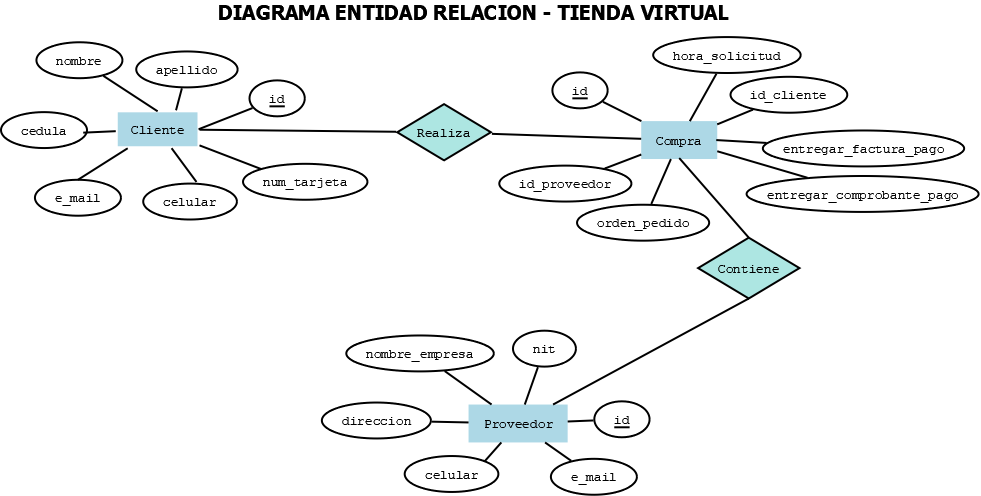 DIAGRAMA ENTIDAD RELACION - TIENDA VIRTUAL
nombre
apellido
id
cedula
Cliente
e_mail
celular
num_tarjeta
Realiza
hora_solicitud
id
id_cliente
Compra
entregar_factura_pago
id_proveedor
entregar_comprobante_pago
orden_pedido
Contiene
nombre_empresa
nit
direccion
Proveedor
id
celular
e_mail